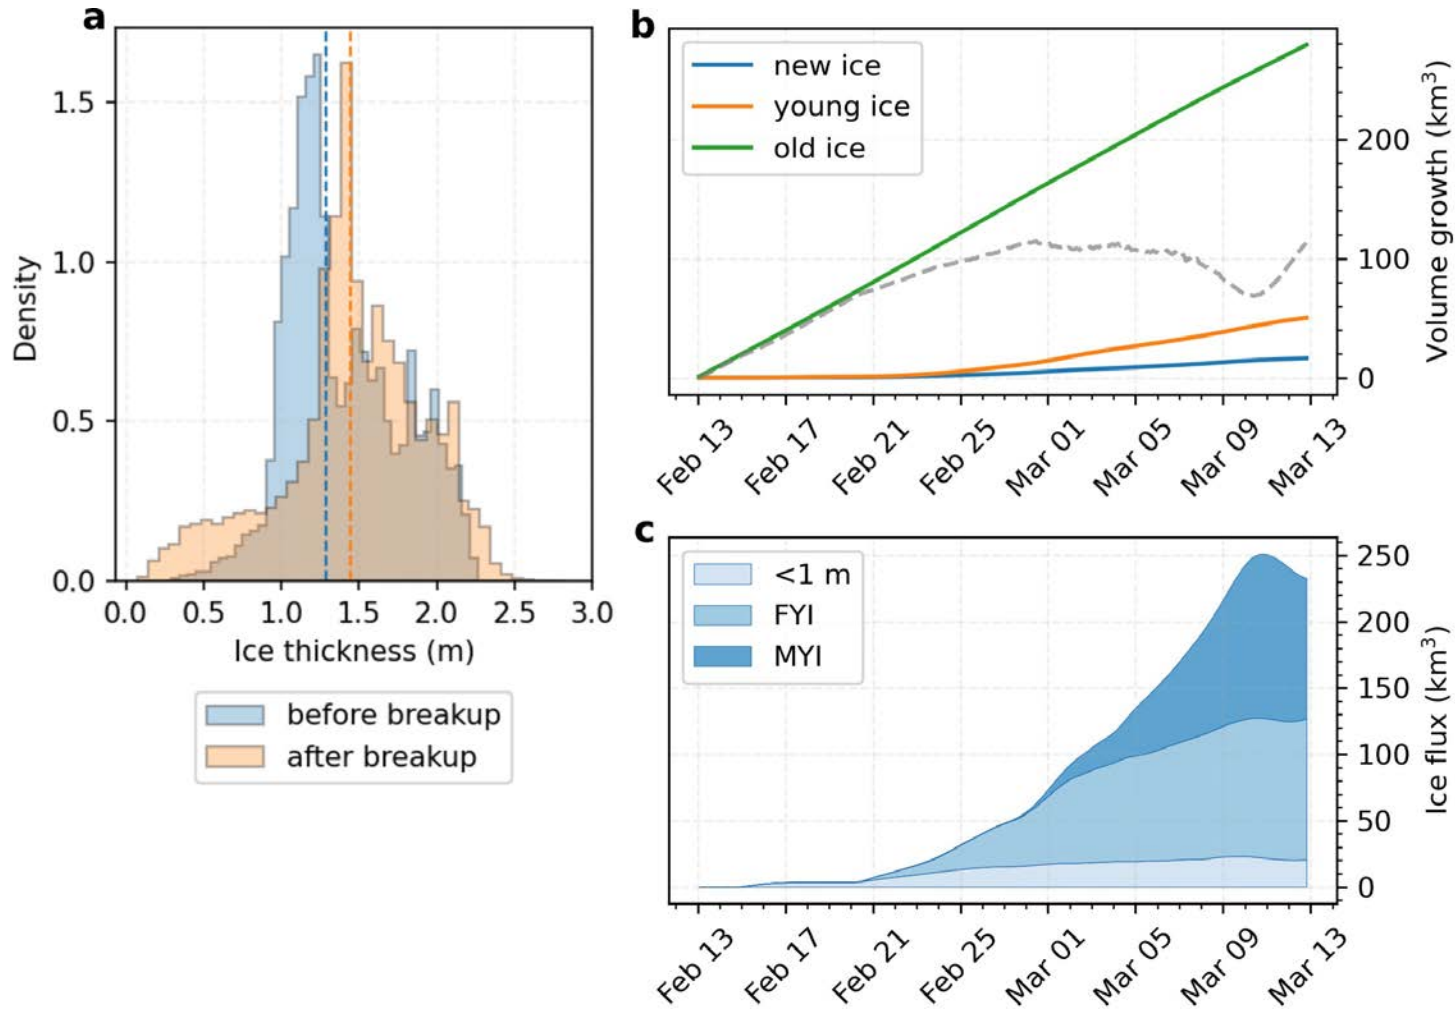 a
1.5
1.0
0.5
0.0
Density
0.0 0.5 1.0 1.5 2.0 2.5 3.0
Ice thickness (m)
before breakup
after breakup
b
new ice
young ice
old ice
200
100
0
Volume growth (km³)
Feb 13 Feb 17 Feb 21 Feb 25 Mar 01 Mar 05 Mar 09 Mar 13
c
<1 m
FYI
MYI
250
200
150
100
50
0
Ice flux (km³)
Feb 13 Feb 17 Feb 21 Feb 25 Mar 01 Mar 05 Mar 09 Mar 13